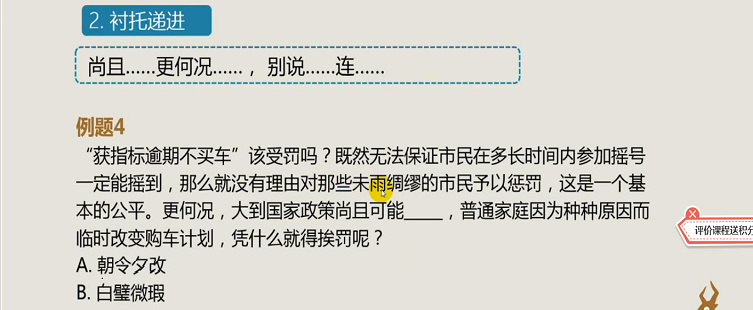 2. 衬托递进
尚且……更何况……，别说……连……
例题4
“获指标逾期不买车”该受罚吗？既然无法保证市民在多长时间内参加摇号
一定能摇到，那么就没有理由对那些未雨绸缪的市民予以惩罚，这是一个基
本的公平。更何况，大到国家政策尚且可能____，普通家庭因为种种原因而
临时改变购车计划，凭什么就得挨罚呢？
A. 朝令夕改
B. 白璧微瑕
评价课程送积分